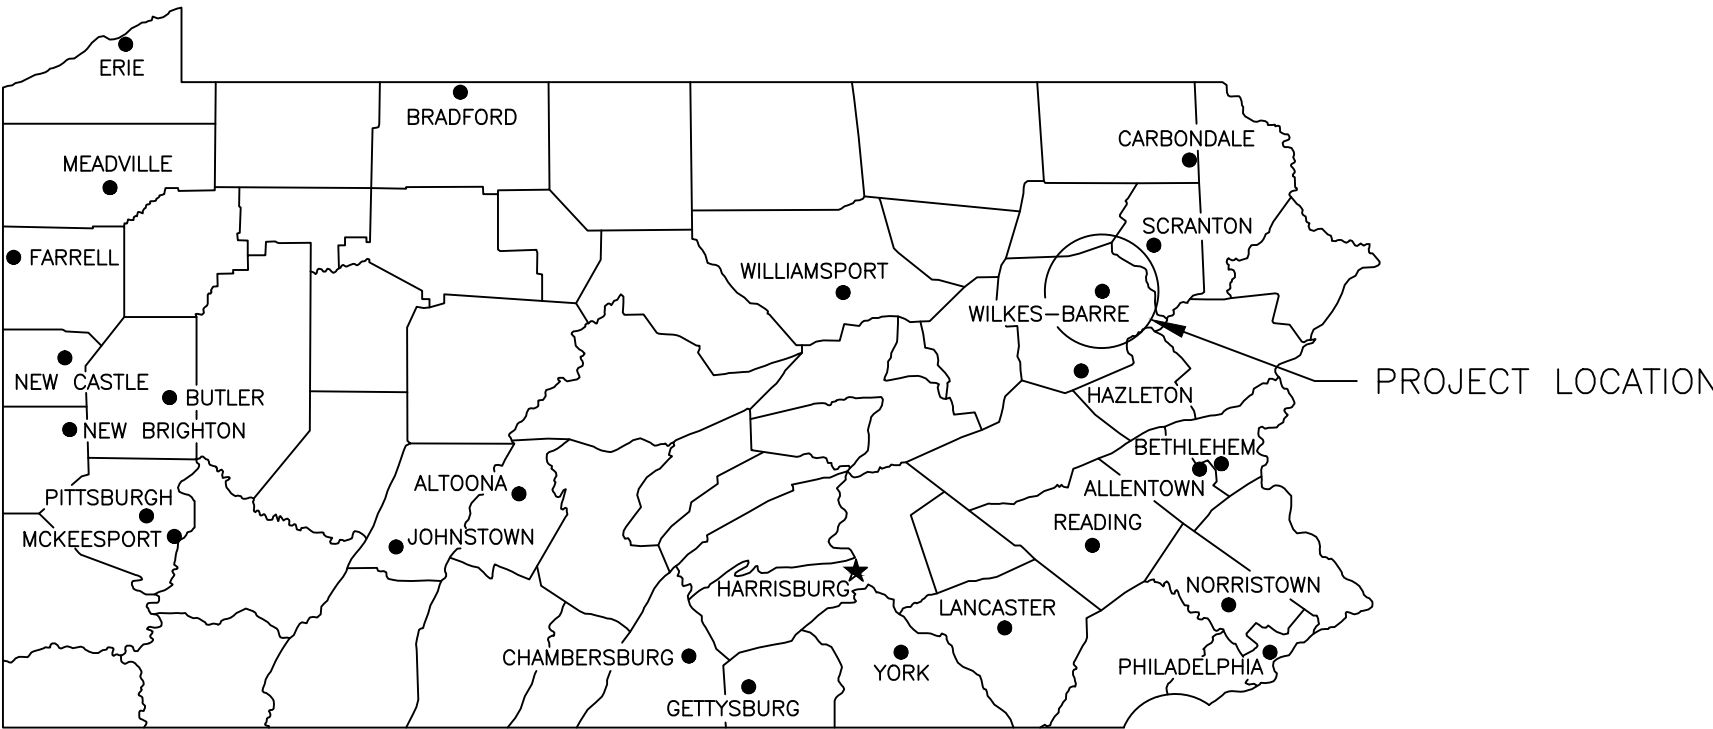 ERIE
BRADFORD
CARBONDALE
MEADVILLE
SCRANTON
FARRELL
WILLIAMSPORT
WILKES-BARRE
NEW CASTLE
PROJECT LOCATION
BUTLER
HAZLETON
NEW BRIGHTON
BETHLEHEM
ALTOONA
ALLENTOWN
PITTSBURGH
READING
MCKEESPORT
JOHNSTOWN
HARRISBURG
NORRISTOWN
LANCASTER
CHAMBERSBURG
PHILADELPHIA
YORK
GETTYSBURG